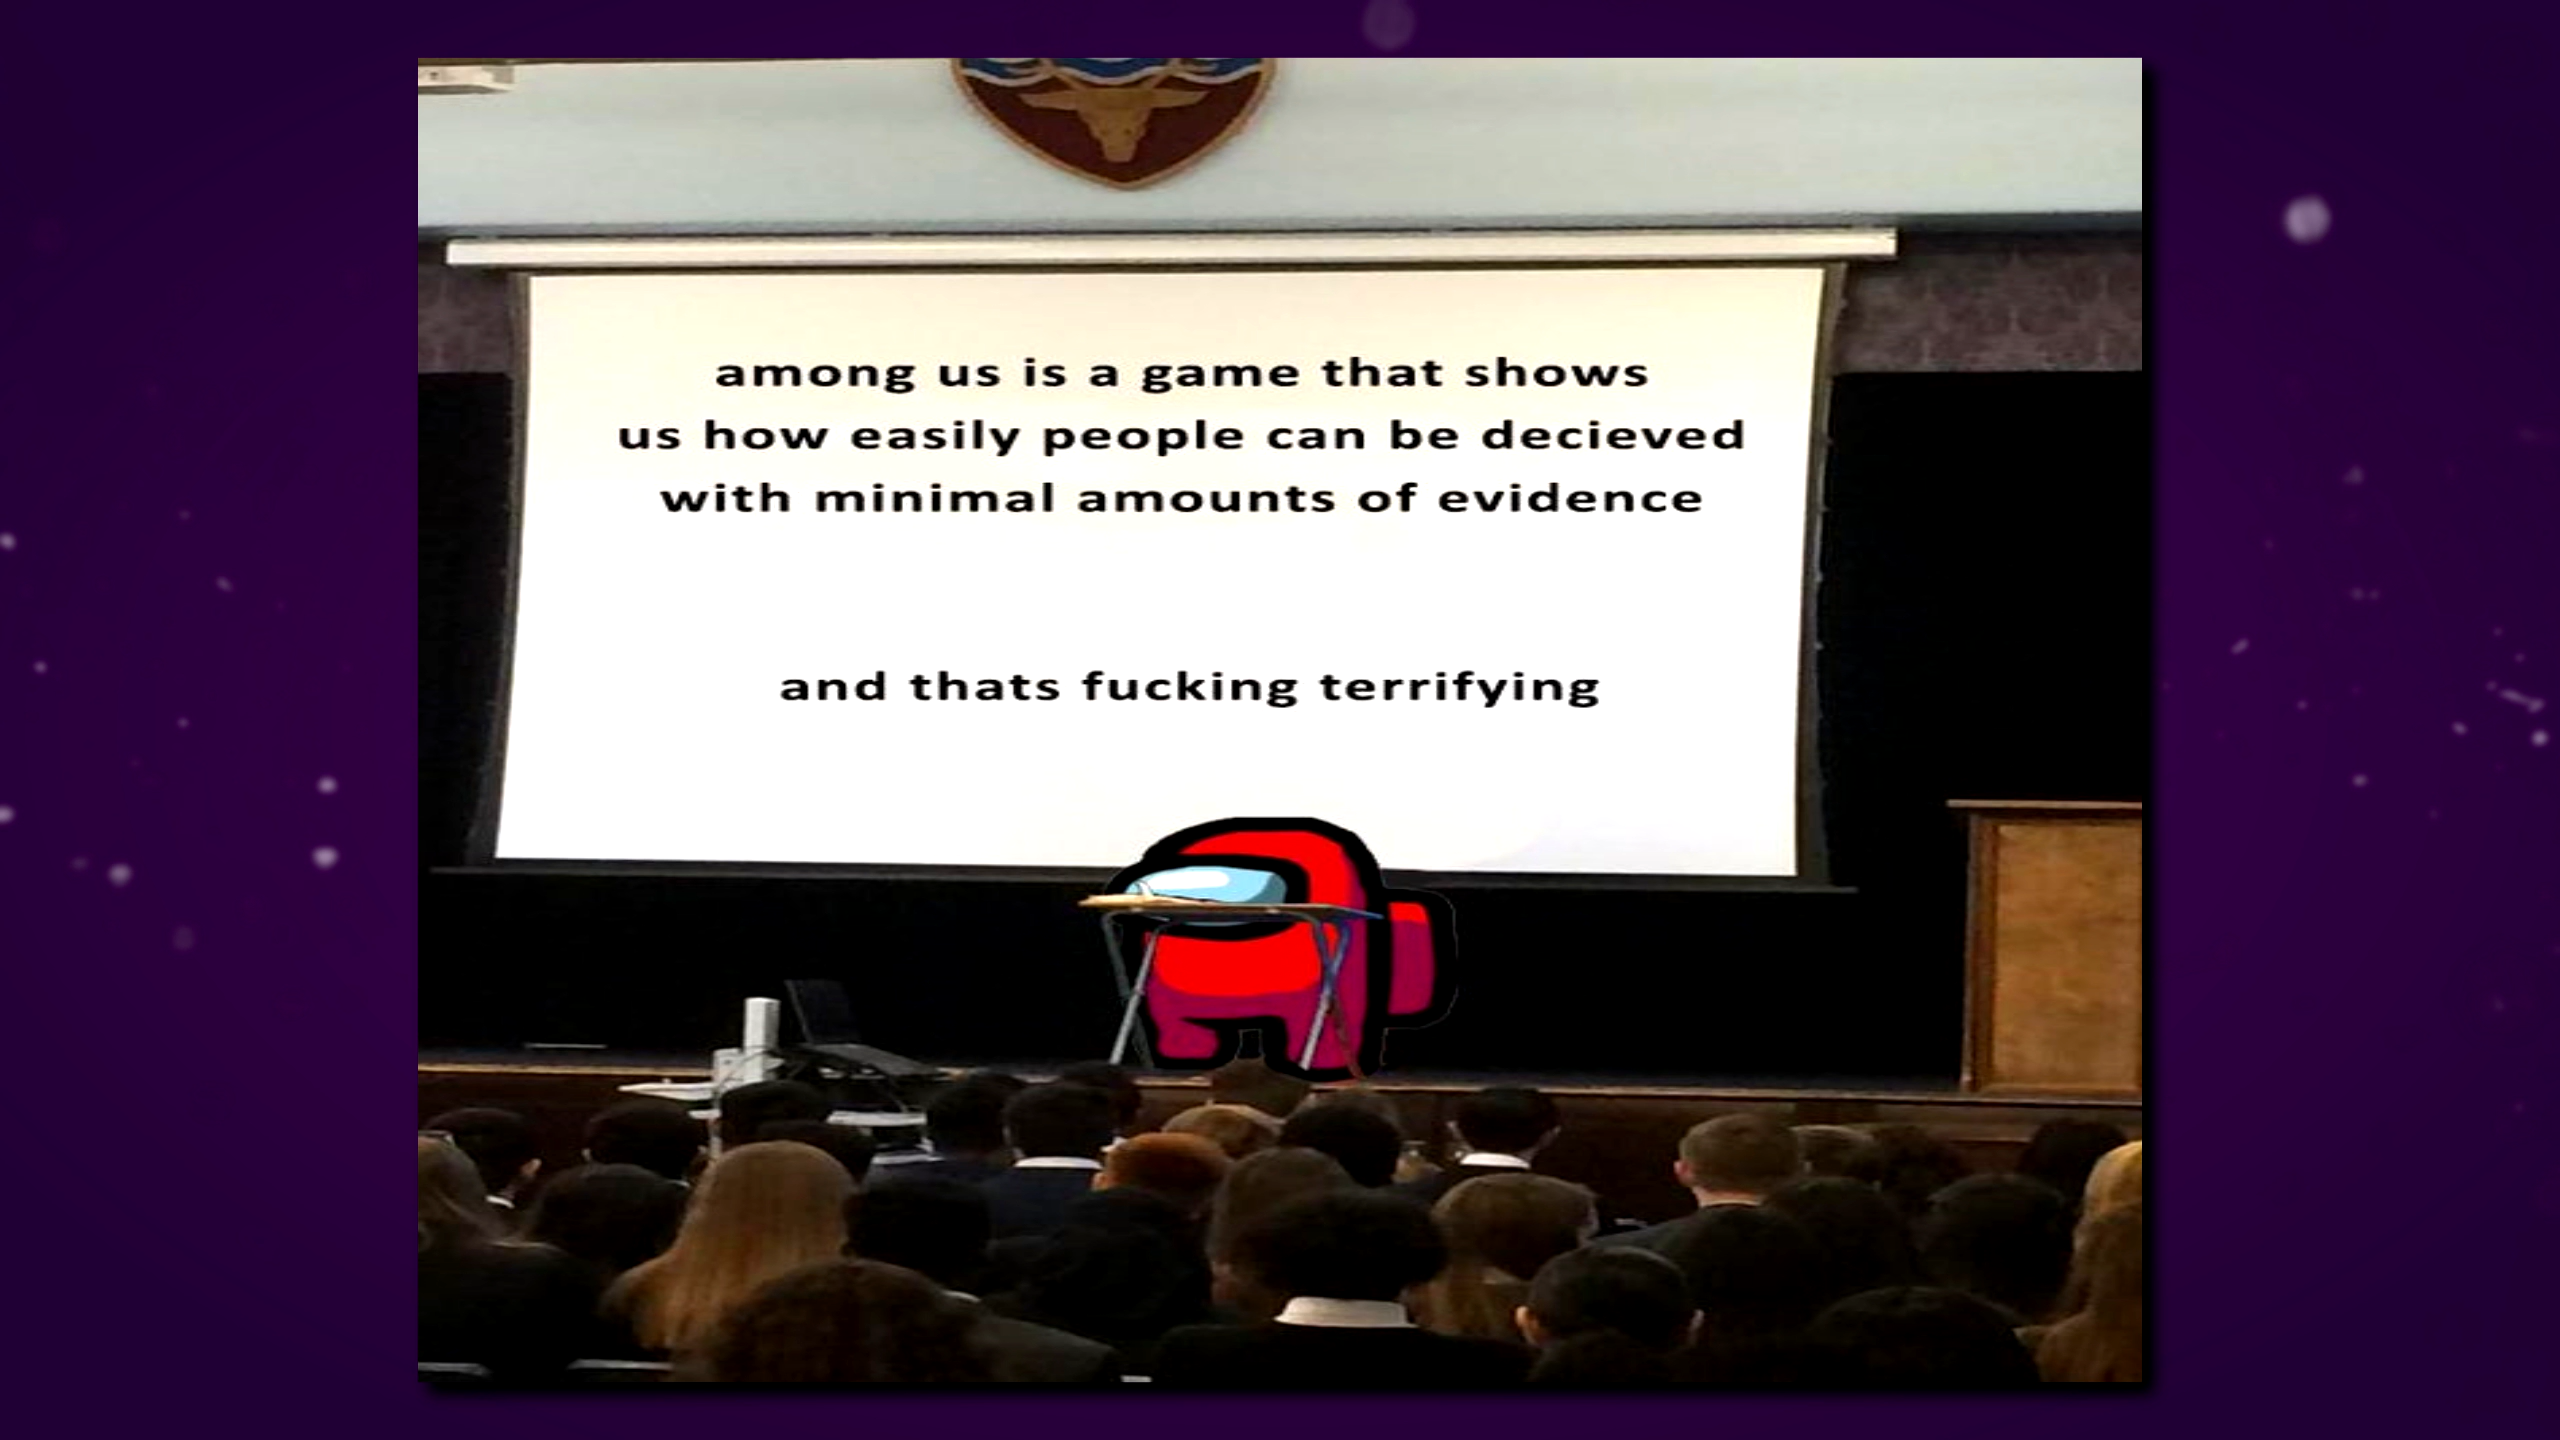 among us is a game that shows
us how easily people can be decieved
with minimal amounts of evidence
and thats fucking terrifying